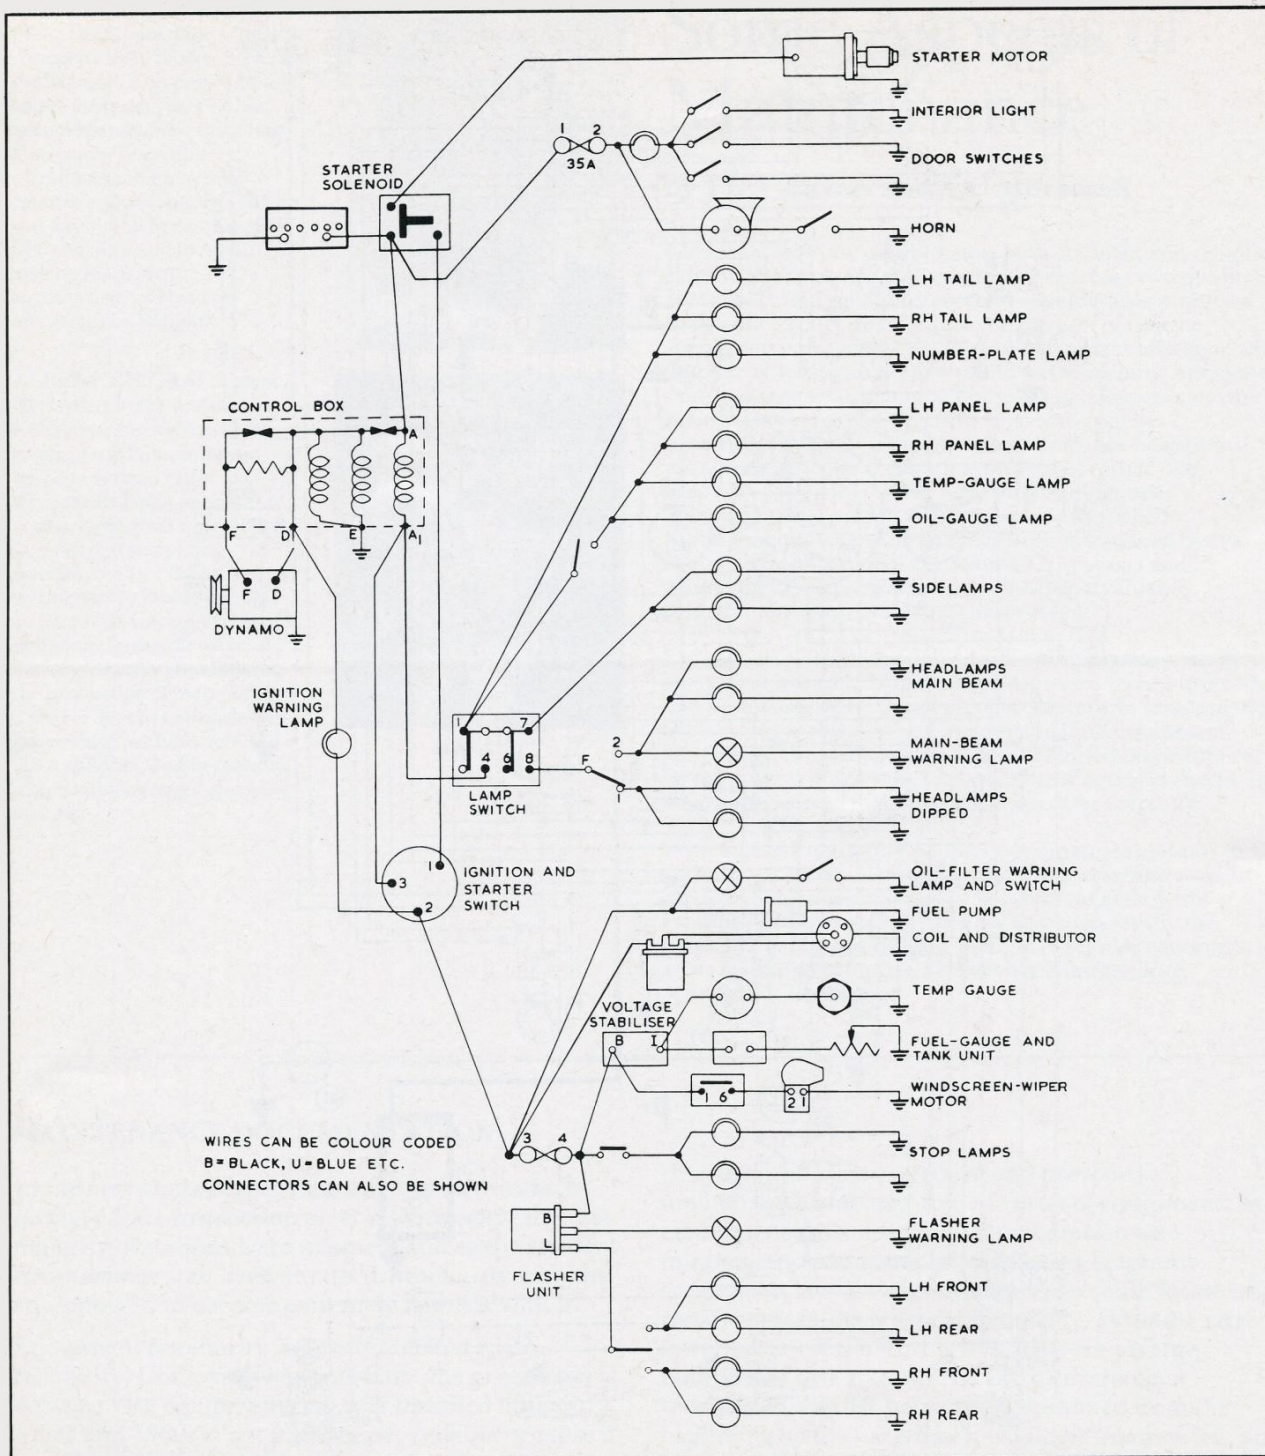 STARTER MOTOR
INTERIOR LIGHT
1 2
35A
DOOR SWITCHES
STARTER
SOLENOID
HORN
LH TAIL LAMP
RH TAIL LAMP
NUMBER-PLATE LAMP
CONTROL BOX
A
F D E A1
F D
DYNAMO
LH PANEL LAMP
RH PANEL LAMP
TEMP-GAUGE LAMP
OIL-GAUGE LAMP
SIDELAMPS
HEADLAMPS
MAIN BEAM
IGNITION
WARNING
LAMP
1 7
4 6 8
LAMP
SWITCH
2
F
1
MAIN-BEAM
WARNING LAMP
HEADLAMPS
DIPPED
1
3
2
IGNITION AND
STARTER
SWITCH
OIL-FILTER WARNING
LAMP AND SWITCH
FUEL PUMP
COIL AND DISTRIBUTOR
TEMP GAUGE
VOLTAGE
STABILISER
B I
FUEL-GAUGE AND
TANK UNIT
1 6
2 1
WINDSCREEN-WIPER
MOTOR
WIRES CAN BE COLOUR CODED
B=BLACK, U=BLUE ETC.
CONNECTORS CAN ALSO BE SHOWN
3 4
STOP LAMPS
B
L
FLASHER
UNIT
FLASHER
WARNING LAMP
LH FRONT
LH REAR
RH FRONT
RH REAR